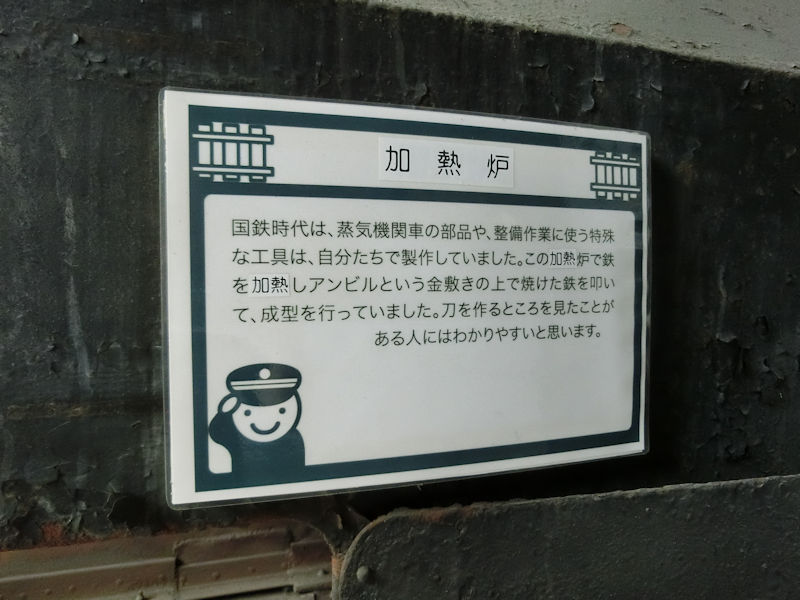 加熱炉
国鉄時代は、蒸気機関車の部品や、整備作業に使う特殊
な工具は、自分たちで製作していました。この加熱炉で鉄
を加熱しアンビルという金敷きの上で焼けた鉄を叩い
て、成型を行っていました。刀を作るところを見たことが
ある人にはわかりやすいと思います。